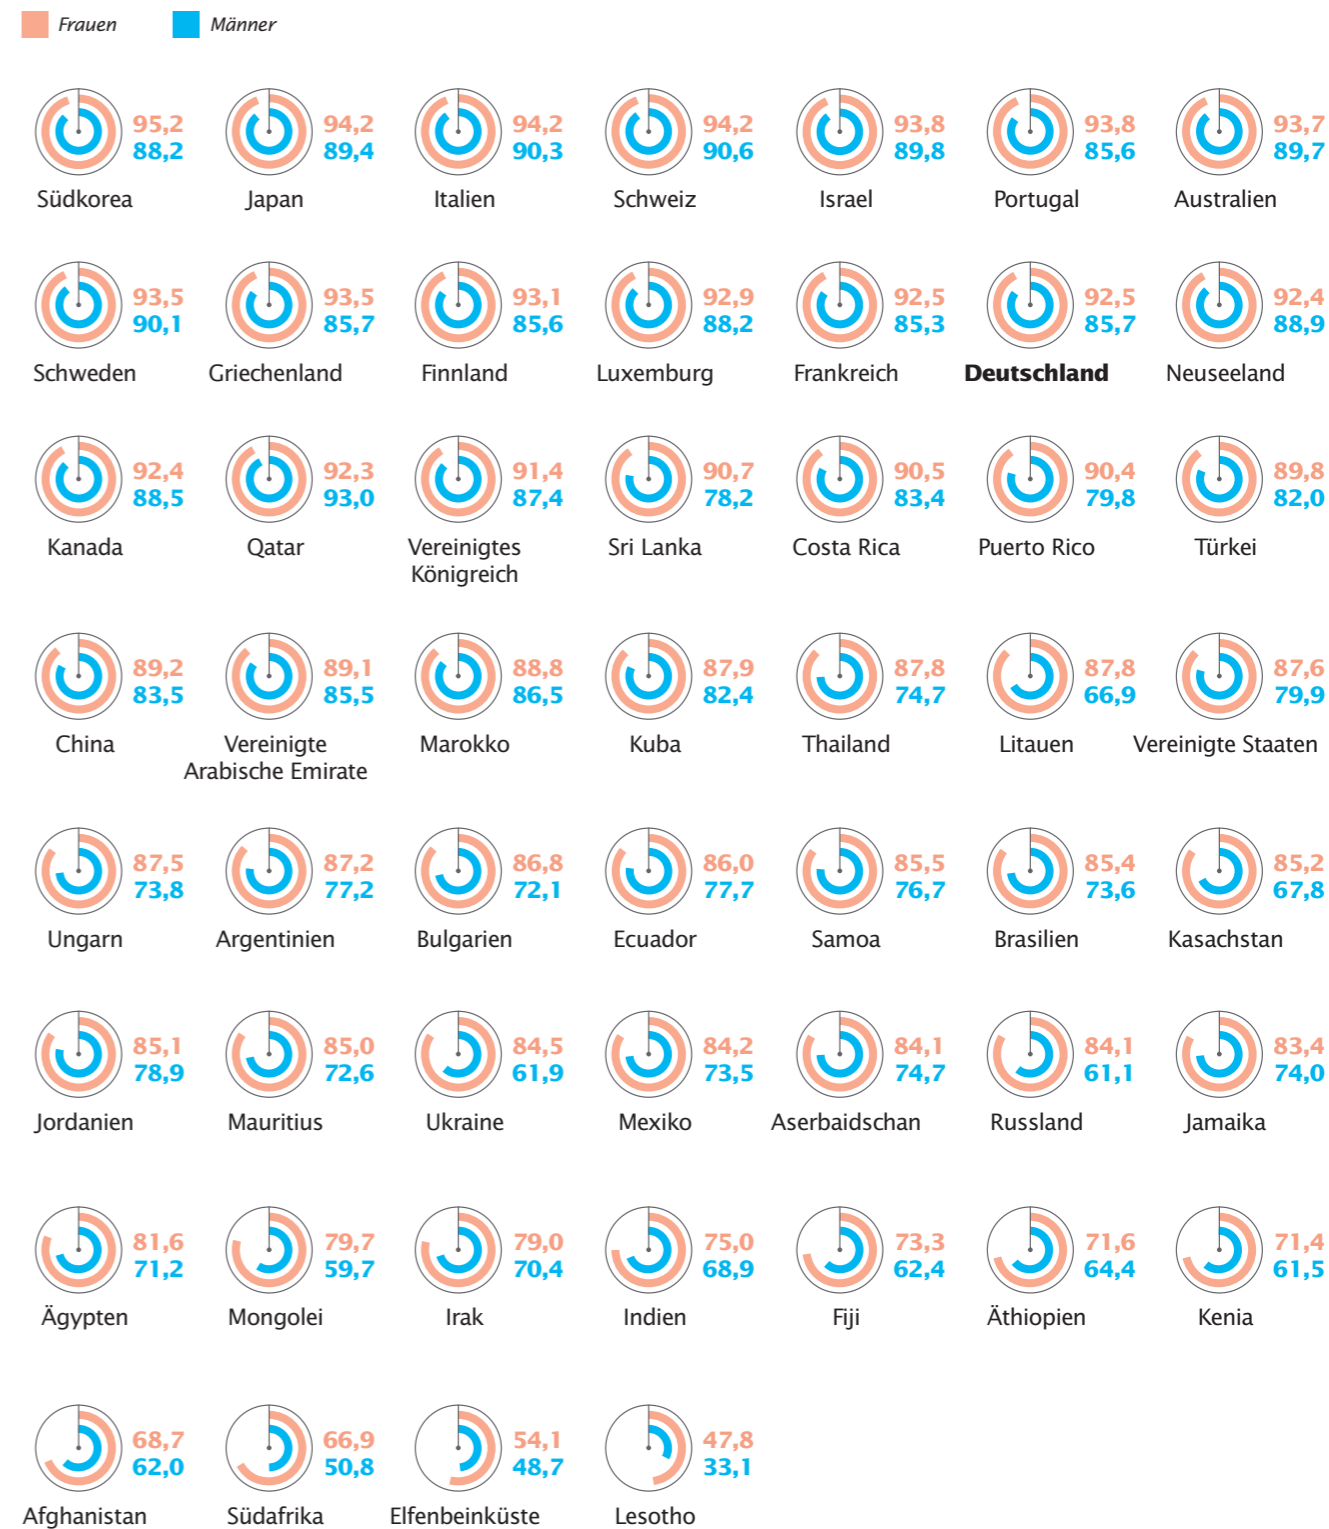 Frauen Männer
95,2 94,2 94,2 94,2 93,8 93,8 93,7
88,2 89,4 90,3 90,6 89,8 85,6 89,7
Südkorea Japan Italien Schweiz Israel Portugal Australien
93,5 93,5 93,1 92,9 92,5 92,5 92,4
90,1 85,7 85,6 88,2 85,3 85,7 88,9
Schweden Griechenland Finnland Luxemburg Frankreich Deutschland Neuseeland
92,4 92,3 91,4 90,7 90,5 90,4 89,8
88,5 93,0 87,4 78,2 83,4 79,8 82,0
Kanada Qatar Vereinigtes Sri Lanka Costa Rica Puerto Rico Türkei
Königreich
89,2 89,1 88,8 87,9 87,8 87,8 87,6
83,5 85,5 86,5 82,4 74,7 66,9 79,9
China Vereinigte Marokko Kuba Thailand Litauen Vereinigte Staaten
Arabische Emirate
87,5 87,2 86,8 86,0 85,5 85,4 85,2
73,8 77,2 72,1 77,7 76,7 73,6 67,8
Ungarn Argentinien Bulgarien Ecuador Samoa Brasilien Kasachstan
85,1 85,0 84,5 84,2 84,1 84,1 83,4
78,9 72,6 61,9 73,5 74,7 61,1 74,0
Jordanien Mauritius Ukraine Mexiko Aserbaidschan Russland Jamaika
81,6 79,7 79,0 75,0 73,3 71,6 71,4
71,2 59,7 70,4 68,9 62,4 64,4 61,5
Ägypten Mongolei Irak Indien Fiji Äthiopien Kenia
68,7 66,9 54,1 47,8
62,0 50,8 48,7 33,1
Afghanistan Südafrika Elfenbeinküste Lesotho